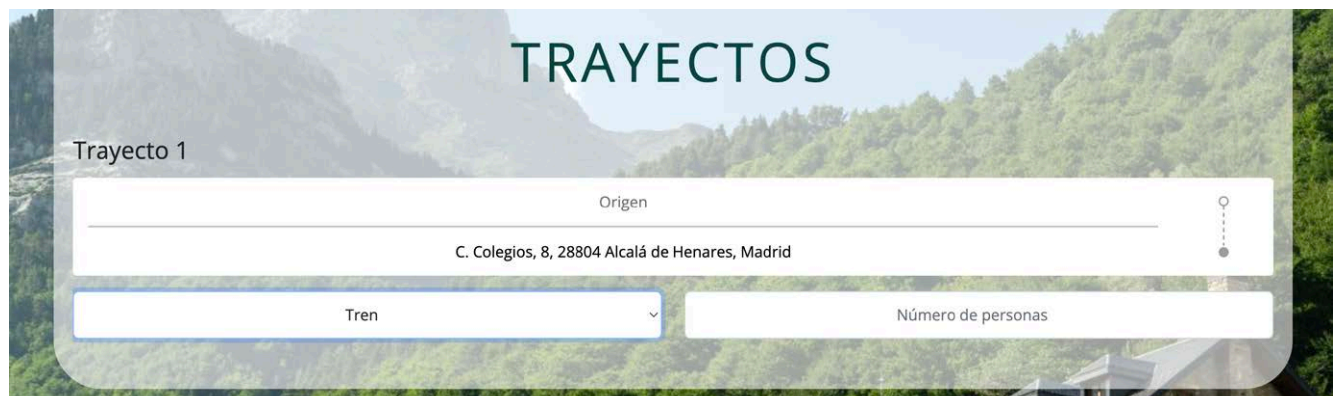 TRAYECTOS
Trayecto 1
Origen
C. Colegios, 8, 28804 Alcalá de Henares, Madrid
Tren
Número de personas